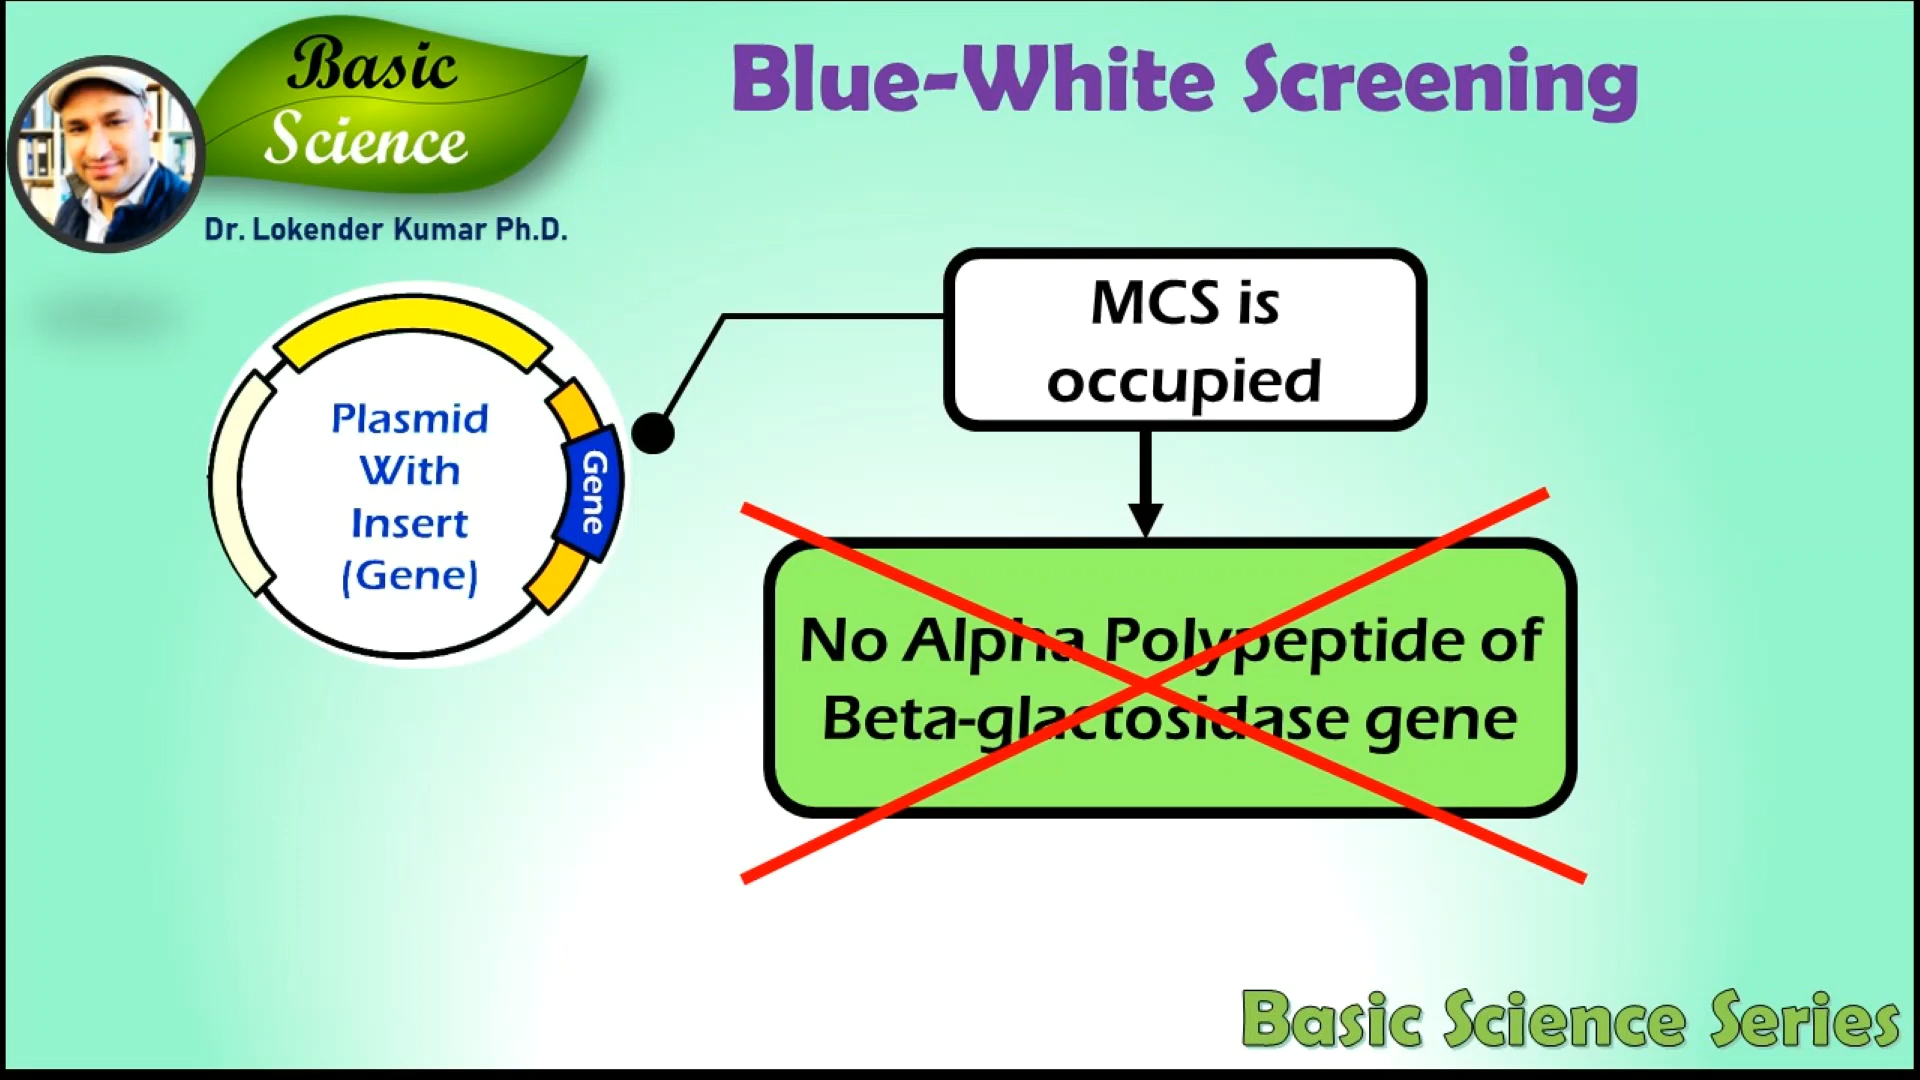 Basic
Science
Dr. Lokender Kumar Ph.D.
Blue-White Screening
MCS is
occupied
Plasmid
With
Insert
(Gene)
Gene
No Alpha Polypeptide of
Beta-glactosidase gene
Basic Science Series